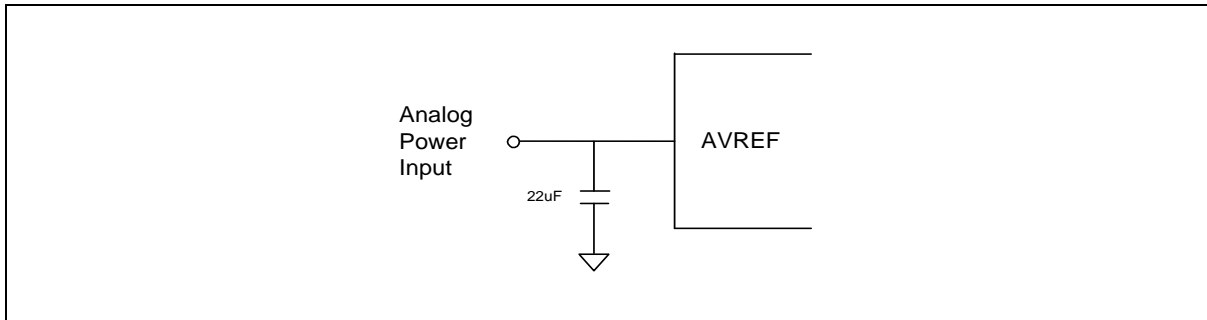 Analog
Power
Input
AVREF
22uF